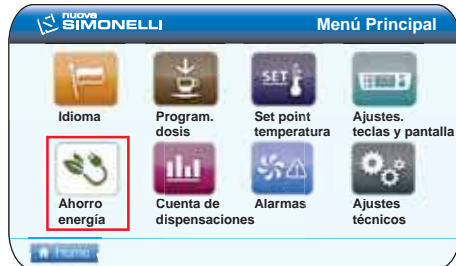 nuova
SIMONELLI
Menú Principal
SET
Idioma
Program.
dosis
Set point
temperatura
Ajustes.
teclas y pantalla
Ahorro
energía
Cuenta de
dispensaciones
Alarmas
Ajustes
técnicos
Home